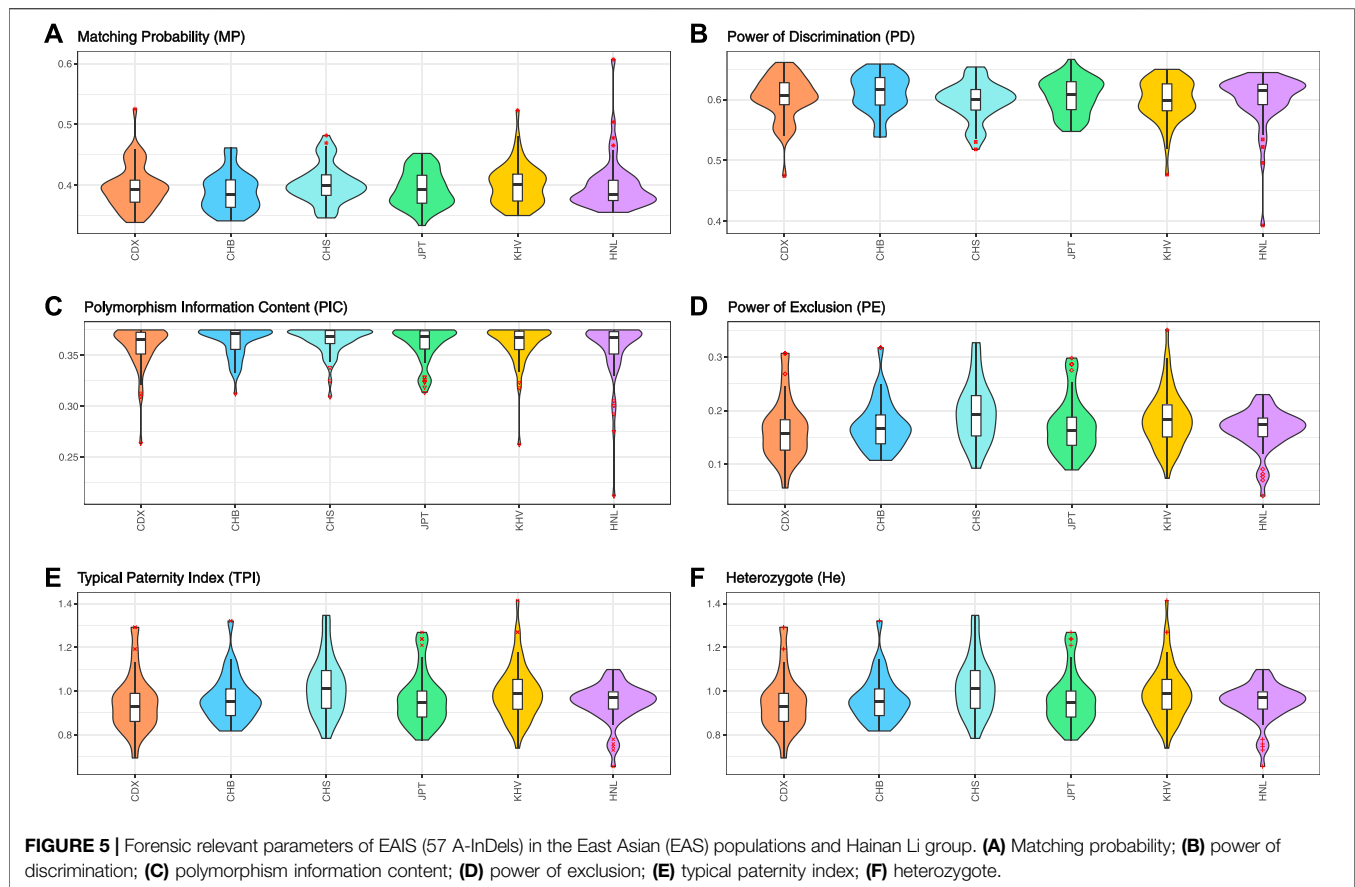 A Matching Probability (MP)
0.6
0.5
0.4
CDX CHB CHS JPT KHV HNL
B Power of Discrimination (PD)
0.6
0.5
0.4
CDX CHB CHS JPT KHV HNL
C Polymorphism Information Content (PIC)
0.35
0.30
0.25
CDX CHB CHS JPT KHV HNL
D Power of Exclusion (PE)
0.3
0.2
0.1
CDX CHB CHS JPT KHV HNL
E Typical Paternity Index (TPI)
1.4
1.2
1.0
0.8
CDX CHB CHS JPT KHV HNL
F Heterozygote (He)
1.4
1.2
1.0
0.8
CDX CHB CHS JPT KHV HNL
FIGURE 5 | Forensic relevant parameters of EAIS (57 A-InDels) in the East Asian (EAS) populations and Hainan Li group. (A) Matching probability; (B) power of
discrimination; (C) polymorphism information content; (D) power of exclusion; (E) typical paternity index; (F) heterozygote.